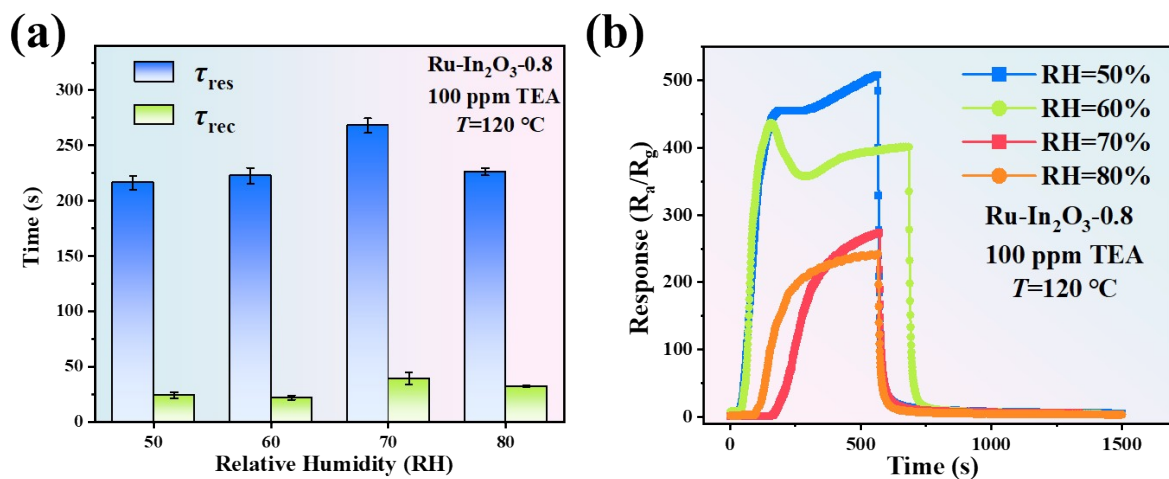 (a)
τres
τrec
Ru-In₂O₃-0.8
100 ppm TEA
T=120 °C
Time (s)
300
250
200
150
100
50
0
50
60
70
80
Relative Humidity (RH)
(b)
RH=50%
RH=60%
RH=70%
RH=80%
Ru-In₂O₃-0.8
100 ppm TEA
T=120 °C
Response (Ra/Rg)
500
400
300
200
100
0
0
500
1000
1500
Time (s)